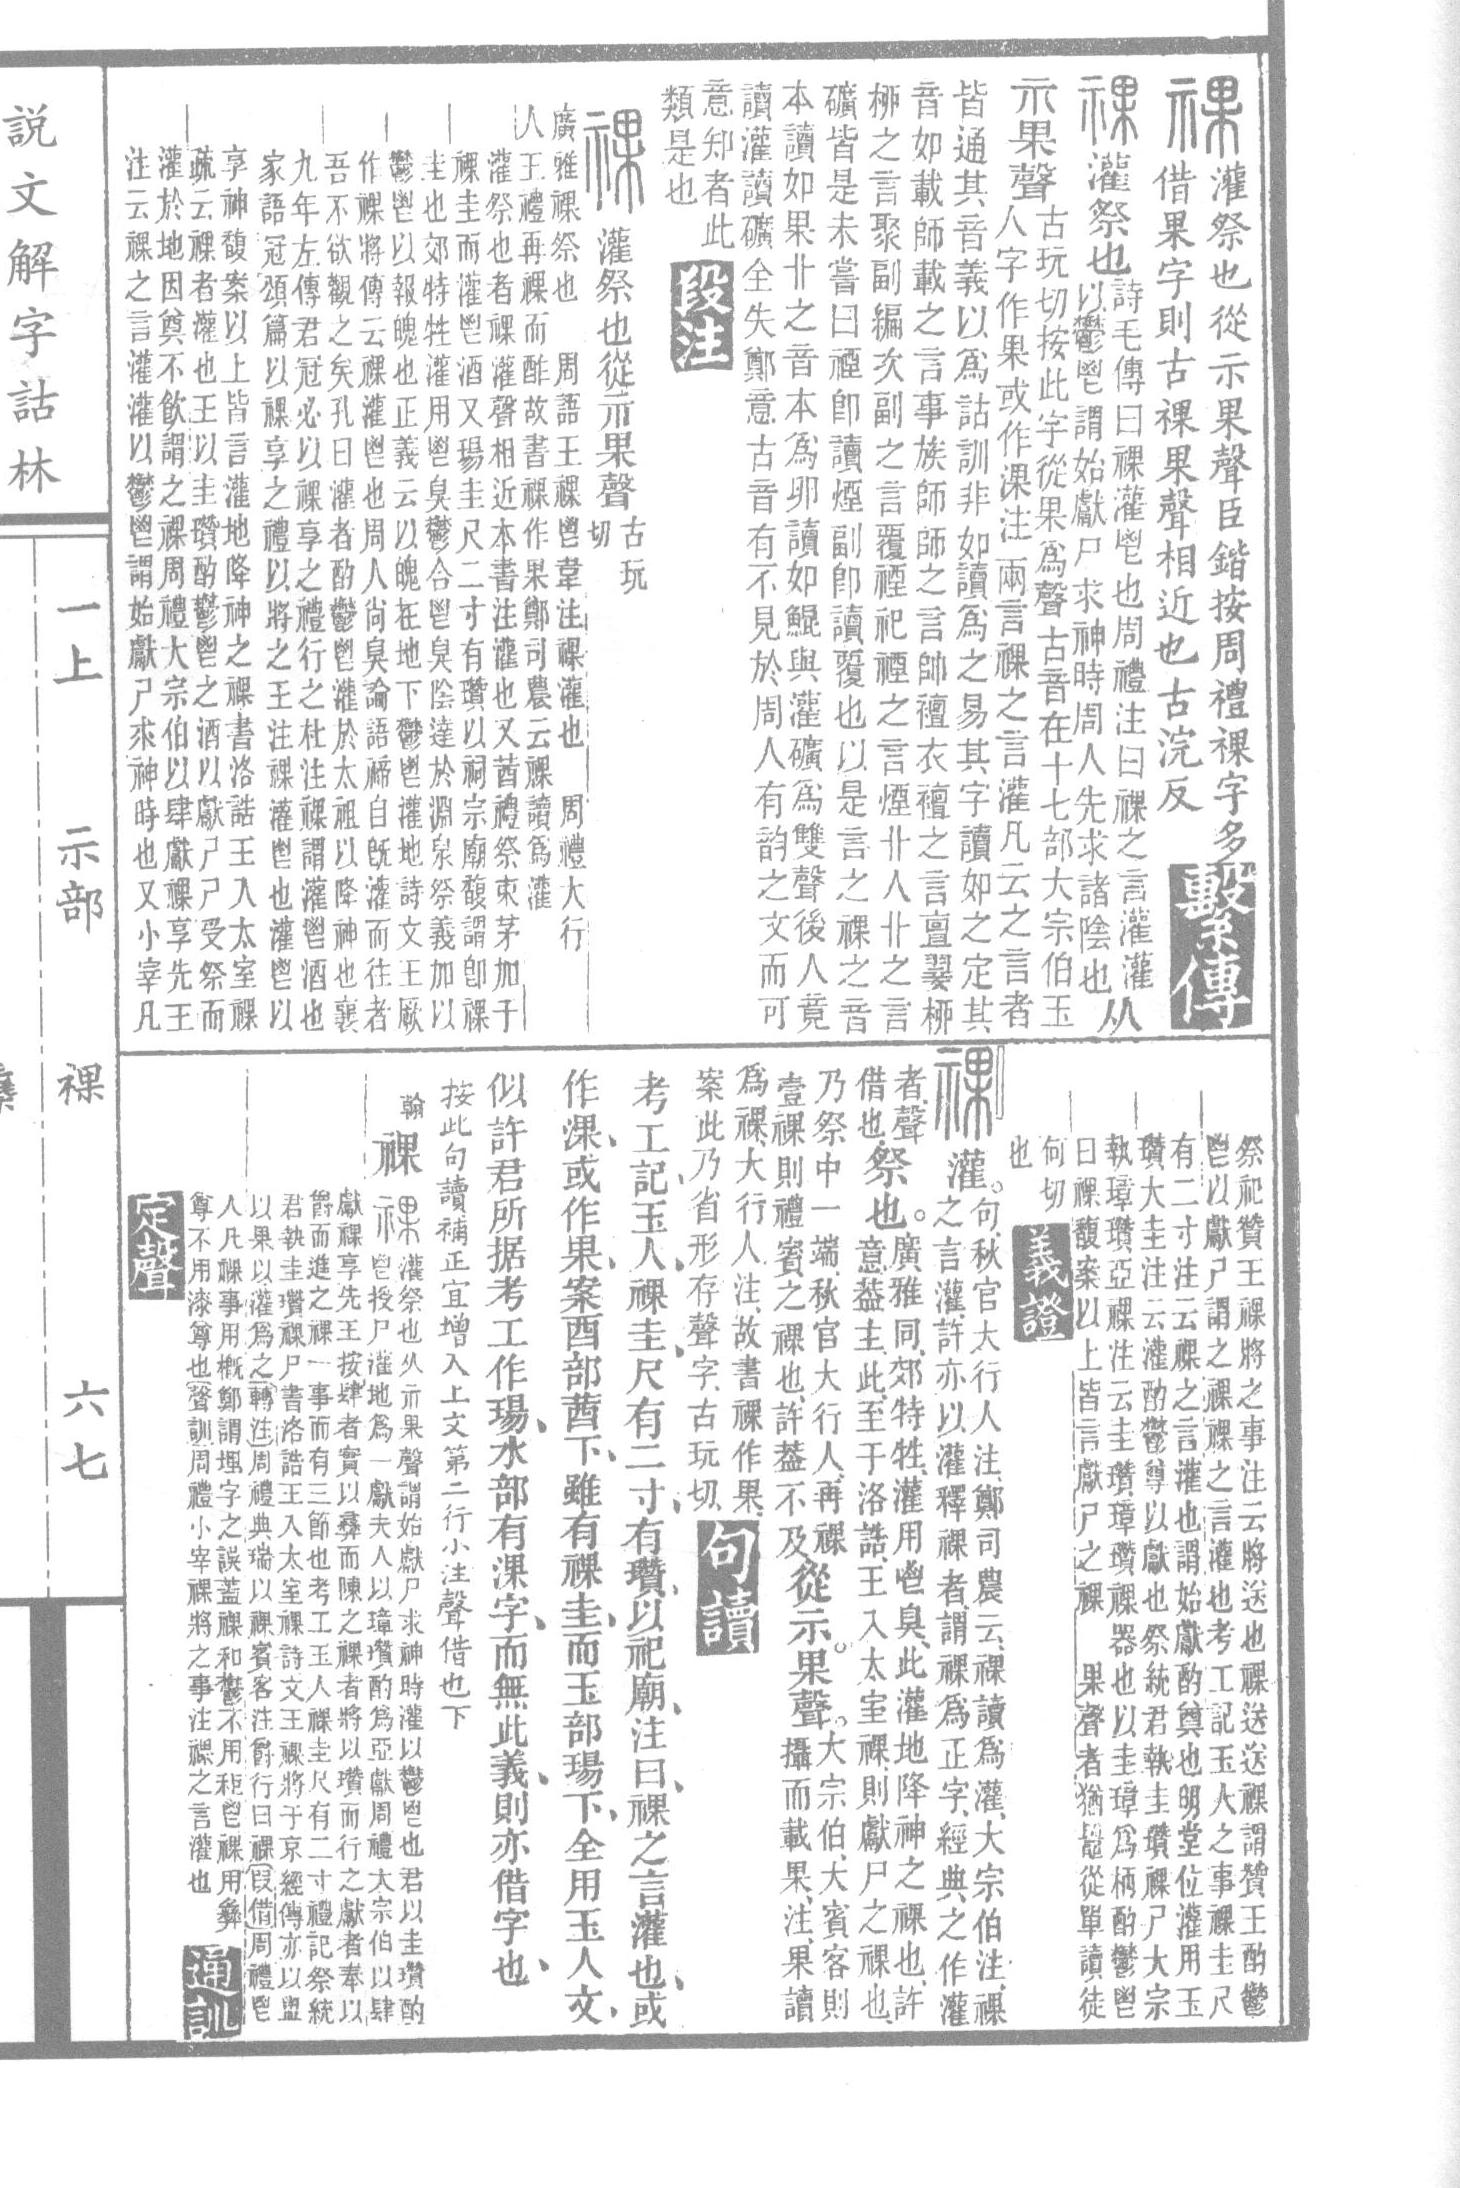 祼 灌祭也從示果聲臣鍇按周禮祼字多
借果字則古祼果聲相近也古浣反 繫傳
祼 灌祭也 詩毛傳曰祼灌鬯也周禮注曰祼之言灌灌
以鬱鬯謂始獻尸求神時周人先求諸陰也 从
示果聲 古玩切按此字從果爲聲古音在十七部大宗伯玉
人字作果或作淉注兩言祼之言灌凡云之言者
皆通其音義以爲詁訓非如讀爲之易其字讀如之定其
音如載師載之言事族師師之言帥襢衣襢之言亶翣柳
柳之言聚副編次副之言覆禋祀禋之言煙卝人卝之言
礦皆是未嘗曰禋卽讀煙副卽讀覆也以是言之祼之音
本讀如果卝之音本爲卵讀如鯤與灌礦爲雙聲後人竟
讀灌讀礦全失鄭意古音有不見於周人有韵之文而可
意知者此
類是也
段注
祼 灌祭也從示果聲 古玩
切
廣雅祼祭也 周語王祼鬯韋注祼灌也 周禮大行
人王禮再祼而酢故書祼作果鄭司農云祼讀爲灌
灌祭也者祼灌聲相近本書注灌也又茜禮祭束茅加于
祼圭而灌鬯酒又瑒圭尺二寸有瓚以祠宗廟馥謂卽祼
圭也郊特牲灌用鬯臭鬱合鬯臭陰達於淵泉祭義加以
鬱鬯以報魄也正義云以魄在地下鬱鬯灌地詩文王厥
作祼將傳云祼灌鬯也周人尚臭論語禘自旣灌而往者
吾不欲觀之矣孔曰灌者酌鬱鬯灌於太祖以降神也襄
九年左傳君冠必以祼享之禮行之杜注祼謂灌鬯酒也
家語冠頌篇以祼享之禮以將之王注祼灌鬯也灌鬯以
享神馥案以上皆言灌地降神之祼書洛誥王入太室祼
疏云祼者灌也王以圭瓚酌鬱鬯之酒以獻尸尸受祭而
灌於地因奠不飲謂之祼周禮大宗伯以肆獻祼享先王
注云祼之言灌灌以鬱鬯謂始獻尸求神時也又小宰凡
祭祀贊王祼將之事注云將送也祼送送祼謂贊王酌鬱
鬯以獻尸謂之祼祼之言灌也考工記玉人之事祼圭尺
有二寸注云祼之言灌也謂始獻酌奠也明堂位灌用玉
瓚大圭注云灌酌鬱尊以獻也祭統君執圭瓚祼尸大宗
執璋瓚亞祼注云圭瓚璋瓚祼器也以圭璋爲柄酌鬱鬯
曰祼馥案以上皆言獻尸之祼 果聲者猶鼉從單讀徒
何切
也 義證
祼 灌。句、秋官大行人注、鄭司農云、祼讀爲灌、大宗伯注、祼
之言灌、許亦以灌釋祼者、謂祼爲正字、經典之作灌
者、聲
借也、祭也。廣雅同、郊特牲、灌用鬯臭、此灌地降神之祼也、許
意葢主此、至于洛誥、王入太室祼、則獻尸之祼也、
乃祭中一端、秋官大行人、再祼
壹祼、則禮賓之祼也、許葢不及 從示。果聲。大宗伯、大賓客則
攝而載果、注、果讀
爲祼、大行人注、故書祼作果、
案此乃省形存聲字、古玩切、 句讀
考工記玉人、祼圭尺有二寸、有瓚、以祀廟、注曰、祼之言灌也、或
作淉、或作果、案酉部茜下、雖有祼圭、而玉部瑒下、全用玉人文、
似許君所據考工作瑒、水部有淉字、而無此義、則亦借字也、
按此句讀補正宜增入上文第二行小注聲借也下
翰 祼 祼 灌祭也从示果聲謂始獻尸求神時灌以鬱鬯也君以圭瓚酌
鬯授尸灌地爲一獻夫人以璋瓚酌爲亞獻周禮大宗伯以肆
獻祼享先王按肆者實以彝而陳之祼者將以瓚而行之獻者奉以
爵而進之祼一事而有三節也考工玉人祼圭尺有二寸禮記祭統
君執圭瓚祼尸書洛誥王入太室祼詩文王祼將于京經傳亦以盥
以果以灌爲之 轉注 周禮典瑞以祼賓客注爵行曰祼 叚借 周禮鬯
人凡祼事用概鄭謂埋字之誤葢祼和鬱不用秬鬯祼用彝
尊不用漆尊也 聲訓 周禮小宰祼將之事注祼之言灌也 通訓
定聲
説文解字詁林
一上 示部 祼 六七